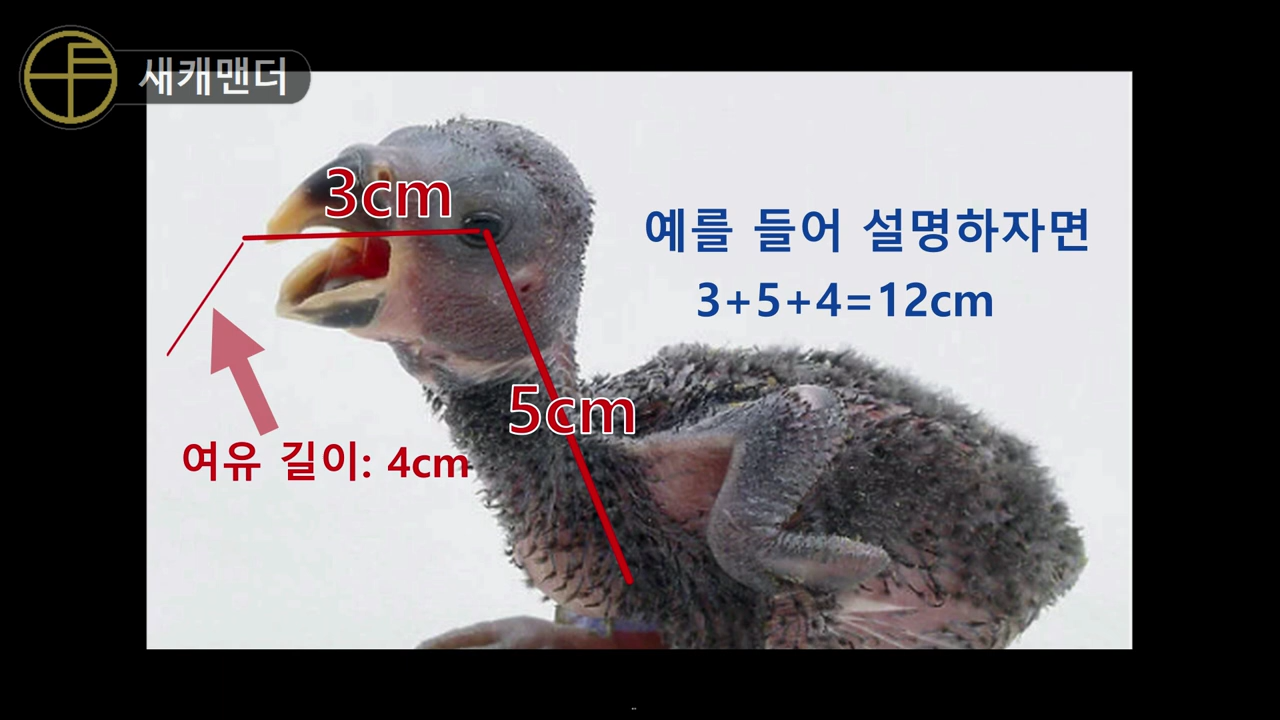 새캐맨더
3cm
예를 들어 설명하자면
3+5+4=12cm
5cm
여유 길이: 4cm